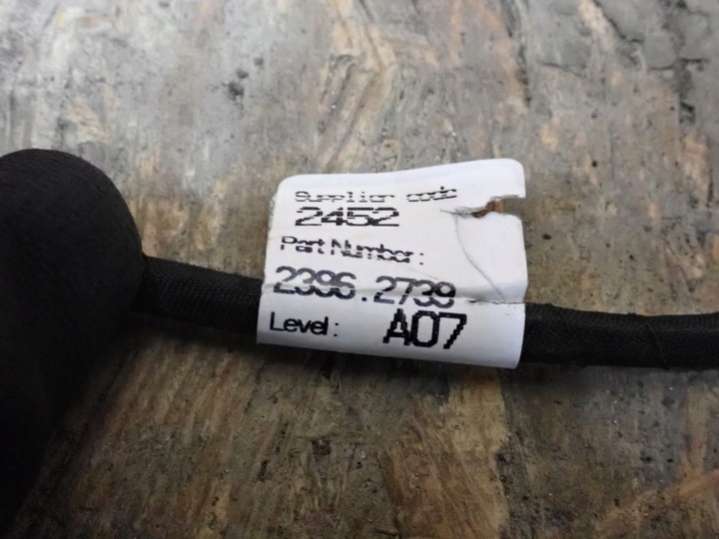 Supplier code
2452
Part Number:
2396.2739
Level: A07